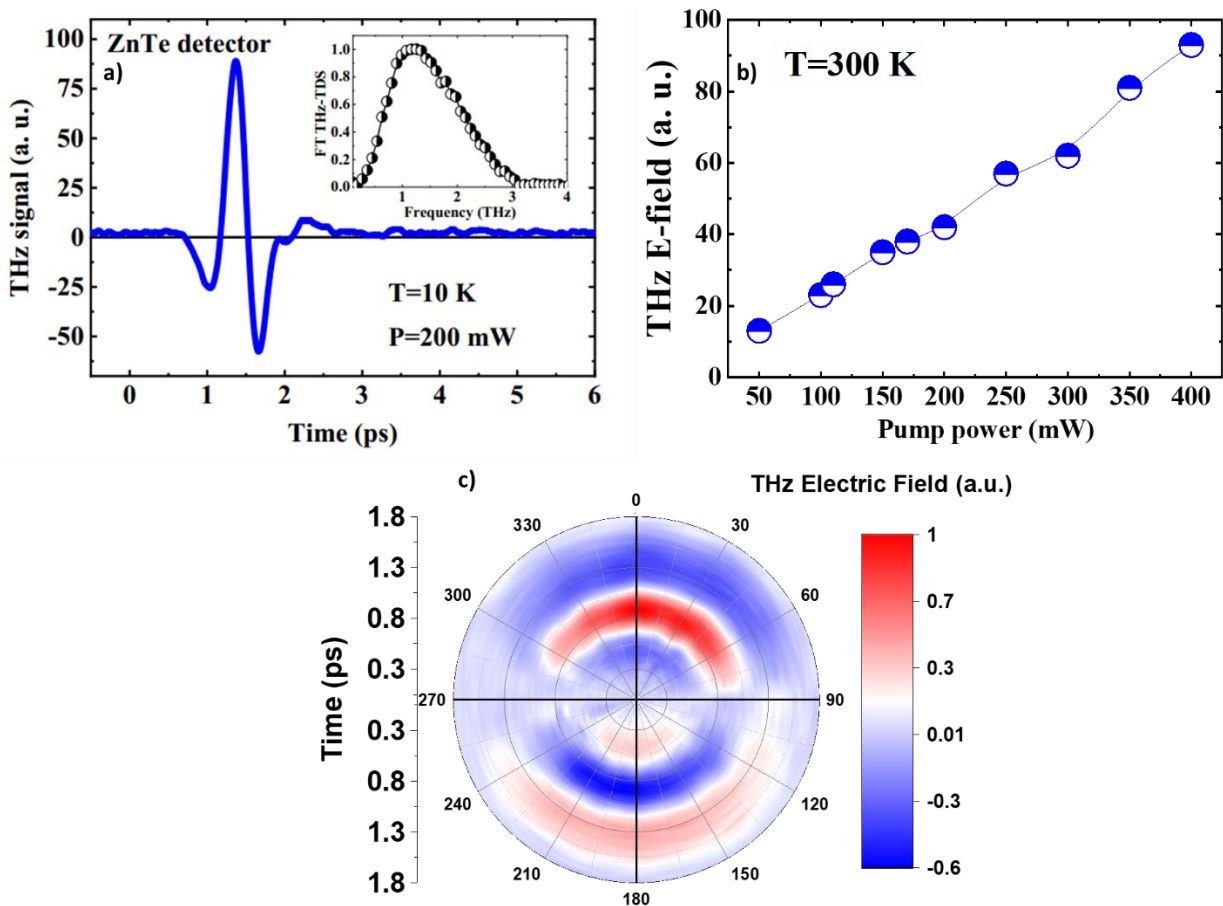 ZnTe detector
a)
THz signal (a. u.)
100
75
50
25
0
-25
-50
0 1 2 3 4 5 6
Time (ps)
T=10 K
P=200 mW
FT THz-TDS
1.0
0.8
0.6
0.4
0.2
0.0
1 2 3 4
Frequency (THz)
b)
T=300 K
THz E-field (a. u.)
100
80
60
40
20
0
50 100 150 200 250 300 350 400
Pump power (mW)
c)
THz Electric Field (a.u.)
Time (ps)
1.8
1.3
0.8
0.3
0.3
0.8
1.3
1.8
0
30
60
90
120
150
180
210
240
270
300
330
1
0.7
0.3
0.01
-0.3
-0.6